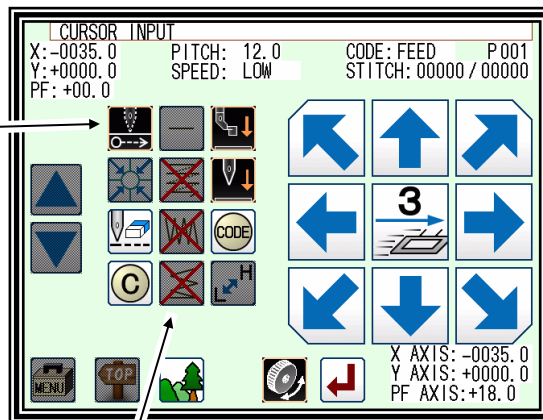 CURSOR INPUT
X:-0035.0 PITCH: 12.0 CODE: FEED P001
Y:+0000.0 SPEED: LOW STITCH: 00000/00000
PF: +00.0
3
CODE
C
L H
MENU
TOP
X AXIS: -0035.0
Y AXIS: +0000.0
PF AXIS: +18.0